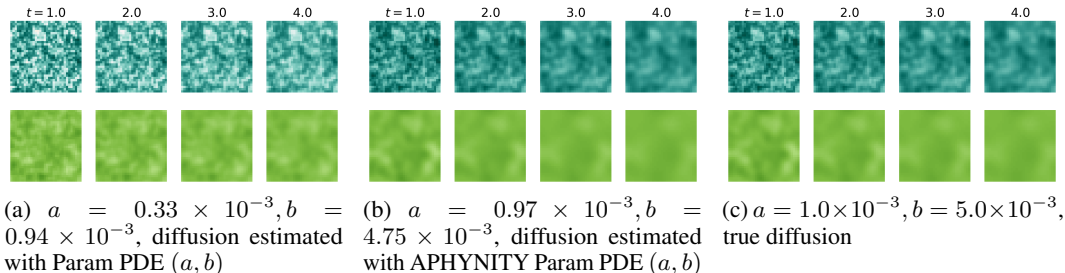 t = 1.0 2.0 3.0 4.0 t = 1.0 2.0 3.0 4.0 t = 1.0 2.0 3.0 4.0
(a) a = 0.33 × 10⁻³, b =
0.94 × 10⁻³, diffusion estimated
with Param PDE (a, b)
(b) a = 0.97 × 10⁻³, b =
4.75 × 10⁻³, diffusion estimated
with APHYNITY Param PDE (a, b)
(c) a = 1.0×10⁻³, b = 5.0×10⁻³,
true diffusion